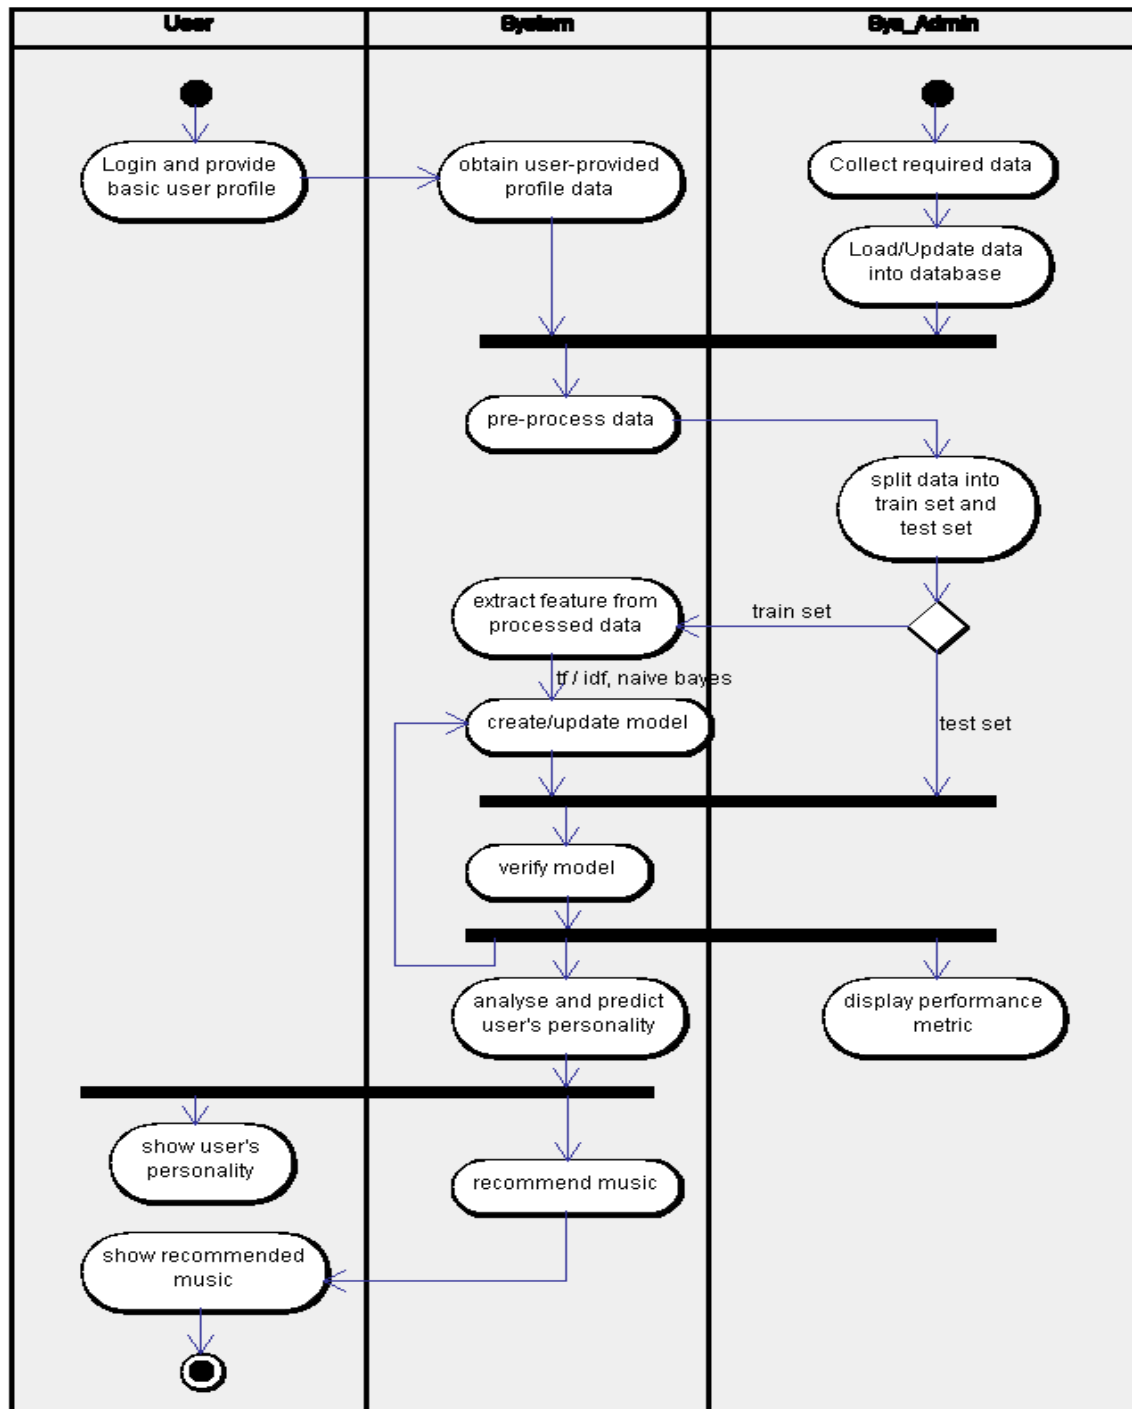 User
System
Sys_Admin
Login and provide
basic user profile
obtain user-provided
profile data
Collect required data
Load/Update data
into database
pre-process data
split data into
train set and
test set
extract feature from
processed data
train set
tf / idf, naive bayes
create/update model
test set
verify model
analyse and predict
user's personality
display performance
metric
show user's
personality
recommend music
show recommended
music